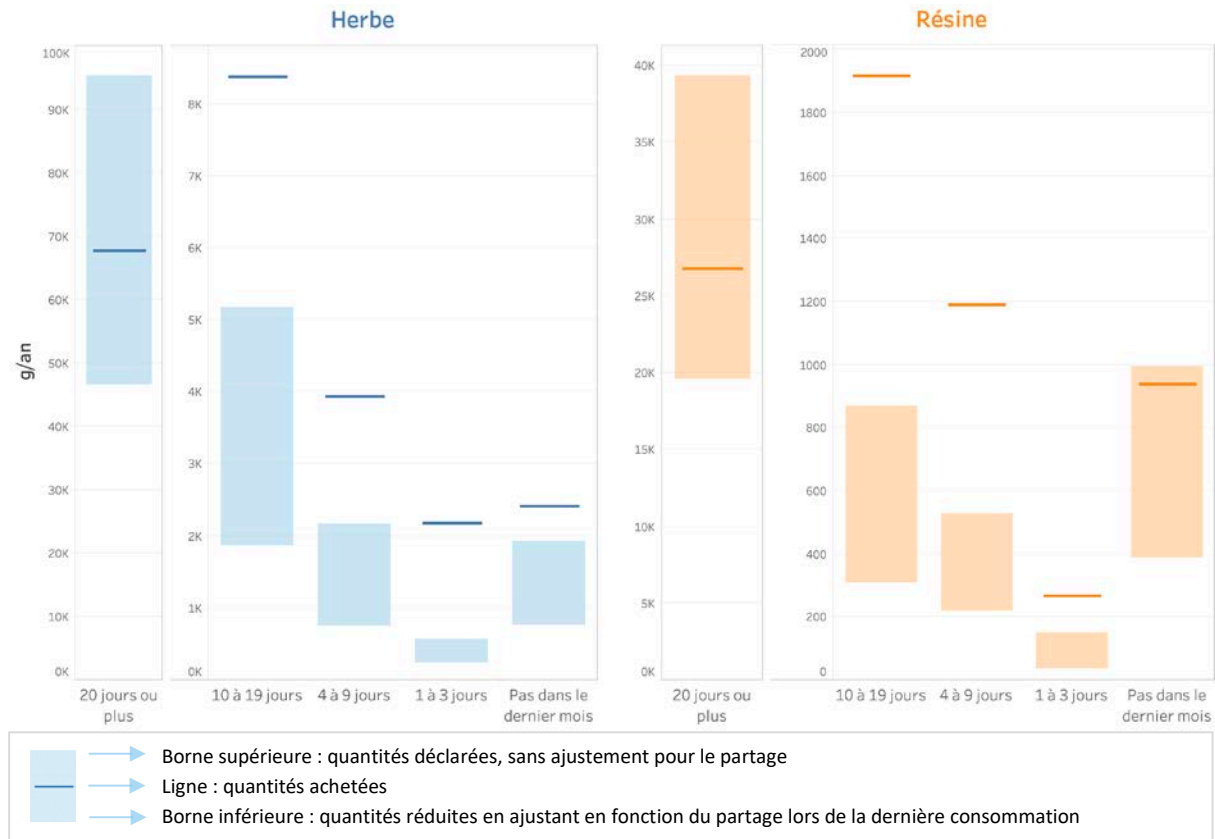 Herbe
Résine
g/an
100K
90K
80K
70K
60K
50K
40K
30K
20K
10K
0K
8K
7K
6K
5K
4K
3K
2K
1K
0K
40K
35K
30K
25K
20K
15K
10K
5K
0K
2000
1800
1600
1400
1200
1000
800
600
400
200
0
20 jours ou
plus
10 à 19 jours
4 à 9 jours
1 à 3 jours
Pas dans le
dernier mois
20 jours ou
plus
10 à 19 jours
4 à 9 jours
1 à 3 jours
Pas dans le
dernier mois
Borne supérieure : quantités déclarées, sans ajustement pour le partage
Ligne : quantités achetées
Borne inférieure : quantités réduites en ajustant en fonction du partage lors de la dernière consommation